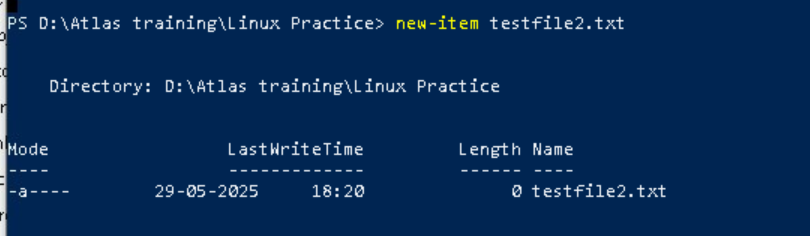 PS D:\Atlas training\Linux Practice> new-item testfile2.txt
Directory: D:\Atlas training\Linux Practice
Mode LastWriteTime Length Name
---- ------------- ------ ----
-a---- 29-05-2025 18:20 0 testfile2.txt